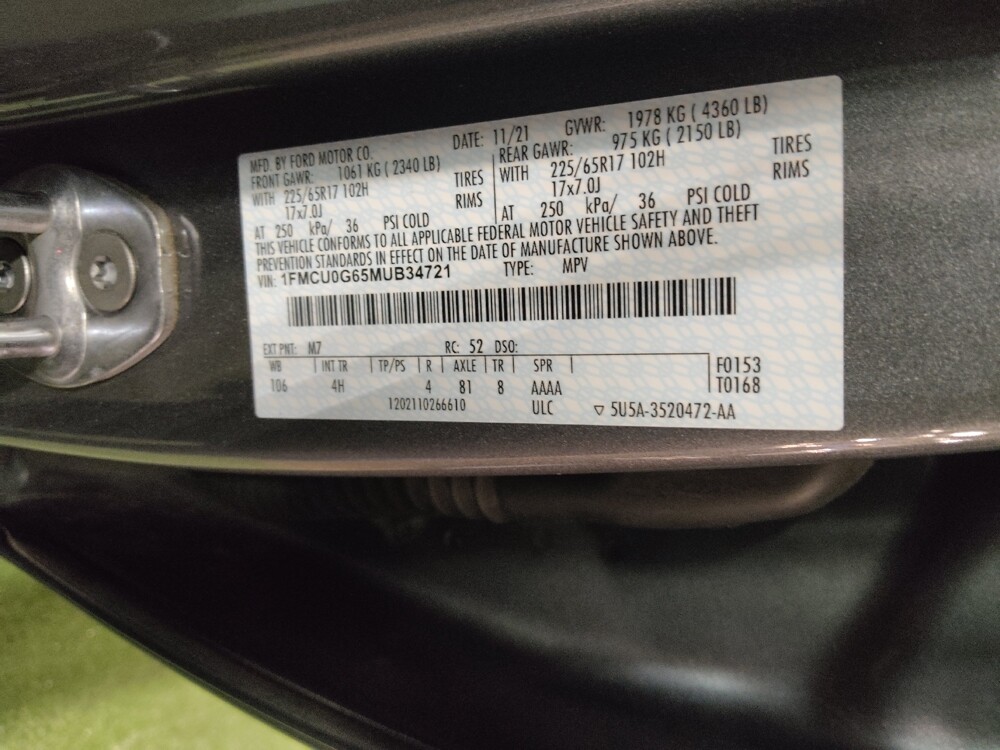 MFD. BY FORD MOTOR CO.
DATE: 11/21 GVWR: 1978 KG ( 4360 LB)
FRONT GAWR: 1061 KG ( 2340 LB) REAR GAWR: 975 KG ( 2150 LB)
WITH 225/65R17 102H TIRES WITH 225/65R17 102H TIRES
17x7.0J RIMS 17x7.0J RIMS
AT 250 kPa/ 36 PSI COLD AT 250 kPa/ 36 PSI COLD
THIS VEHICLE CONFORMS TO ALL APPLICABLE FEDERAL MOTOR VEHICLE SAFETY AND THEFT
PREVENTION STANDARDS IN EFFECT ON THE DATE OF MANUFACTURE SHOWN ABOVE.
VIN: 1FMCU0G65MUB34721 TYPE: MPV
EXT PNT: M7 RC: 52 DSO:
WB INT TR TP/PS R AXLE TR SPR F0153
106 4H 4 81 8 AAAA T0168
1202110266610 ULC ▽ 5U5A-3520472-AA